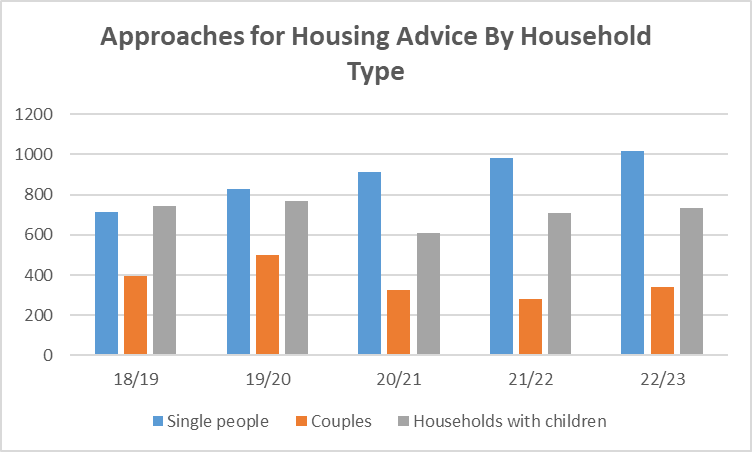 Approaches for Housing Advice By Household
Type
1200
1000
800
600
400
200
0
18/19 19/20 20/21 21/22 22/23
Single people Couples Households with children